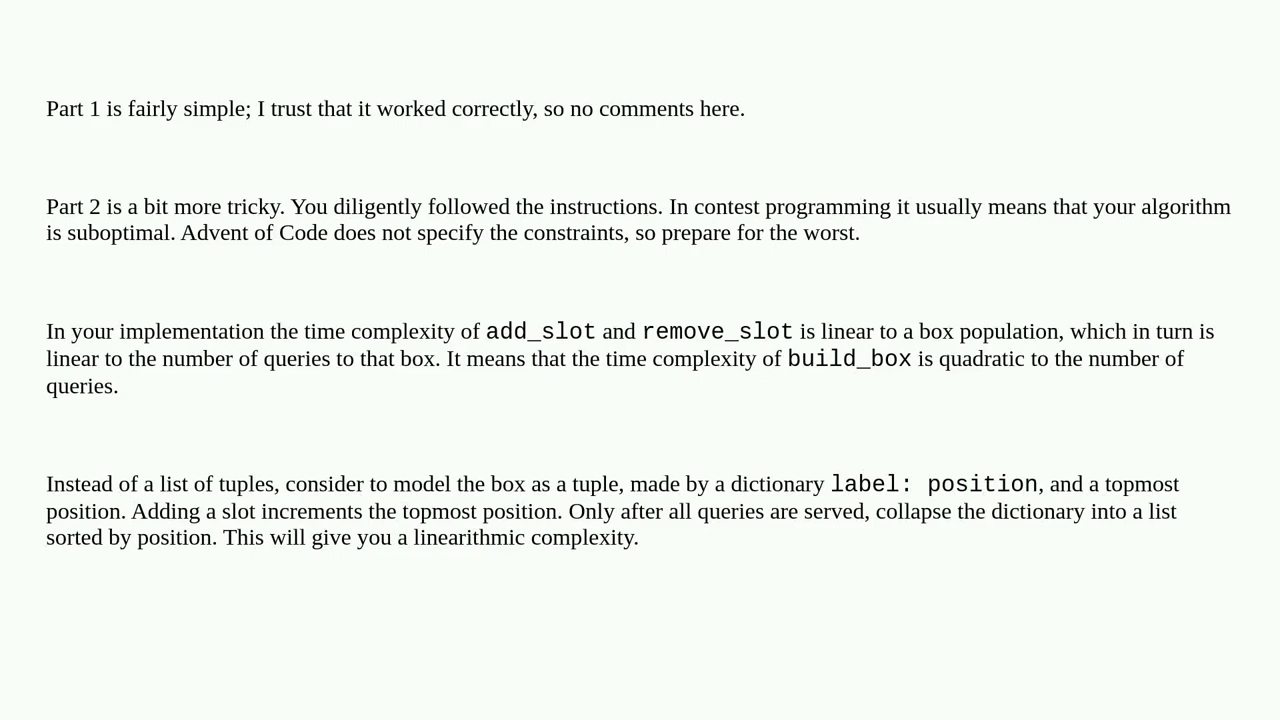 Part 1 is fairly simple; I trust that it worked correctly, so no comments here.
Part 2 is a bit more tricky. You diligently followed the instructions. In contest programming it usually means that your algorithm
is suboptimal. Advent of Code does not specify the constraints, so prepare for the worst.
In your implementation the time complexity of add_slot and remove_slot is linear to a box population, which in turn is
linear to the number of queries to that box. It means that the time complexity of build_box is quadratic to the number of
queries.
Instead of a list of tuples, consider to model the box as a tuple, made by a dictionary label: position, and a topmost
position. Adding a slot increments the topmost position. Only after all queries are served, collapse the dictionary into a list
sorted by position. This will give you a linearithmic complexity.